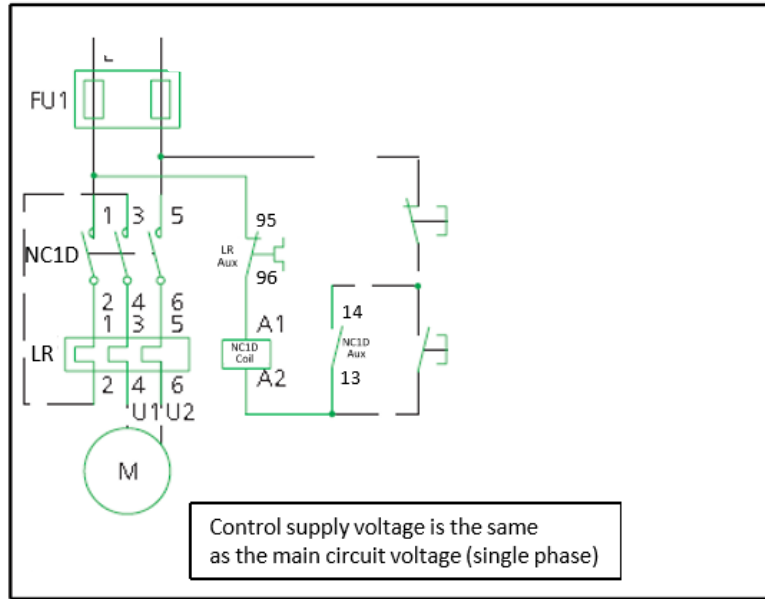 FU1
1 3 5
NC1D
2 4 6
1 3 5
LR
2 4 6
U1 U2
M
95
LR
Aux
96
A1
NC1D
Coil
A2
14
NC1D
Aux
13
Control supply voltage is the same
as the main circuit voltage (single phase)